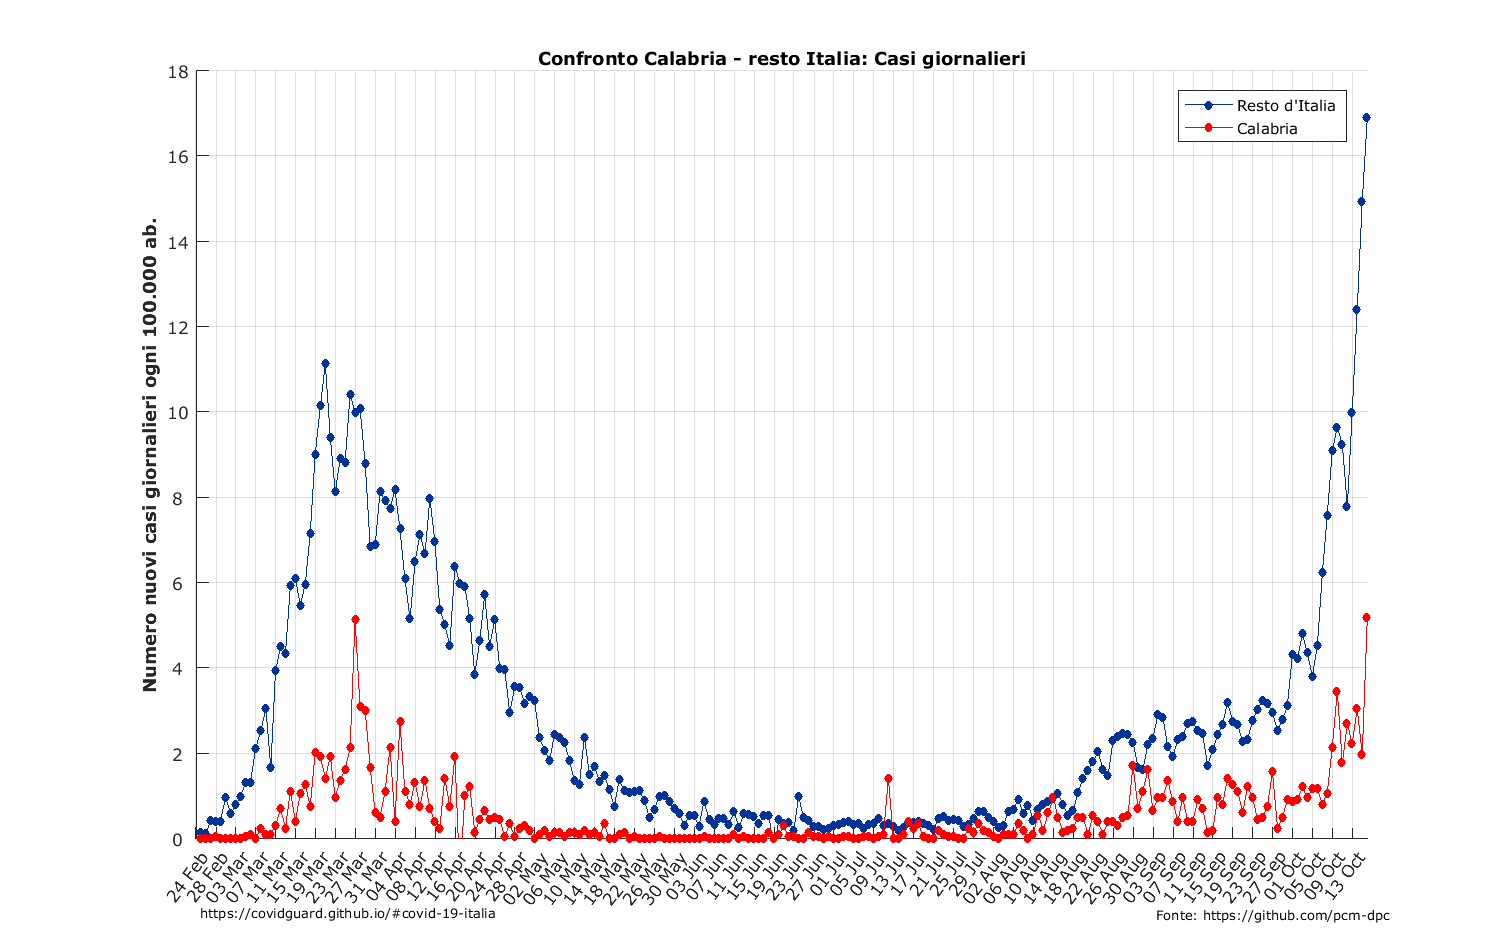 Confronto Calabria - resto Italia: Casi giornalieri
Numero nuovi casi giornalieri ogni 100.000 ab.
18
16
14
12
10
8
6
4
2
0
Resto d'Italia
Calabria
24 Feb
28 Feb
03 Mar
07 Mar
11 Mar
15 Mar
19 Mar
23 Mar
27 Mar
31 Mar
04 Apr
08 Apr
12 Apr
16 Apr
20 Apr
24 Apr
28 Apr
02 May
06 May
10 May
14 May
18 May
22 May
26 May
30 May
03 Jun
07 Jun
11 Jun
15 Jun
19 Jun
23 Jun
27 Jun
01 Jul
05 Jul
09 Jul
13 Jul
17 Jul
21 Jul
25 Jul
29 Jul
02 Aug
06 Aug
10 Aug
14 Aug
18 Aug
22 Aug
26 Aug
30 Aug
03 Sep
07 Sep
11 Sep
15 Sep
19 Sep
23 Sep
27 Sep
01 Oct
05 Oct
09 Oct
13 Oct
https://covidguard.github.io/#covid-19-italia
Fonte: https://github.com/pcm-dpc